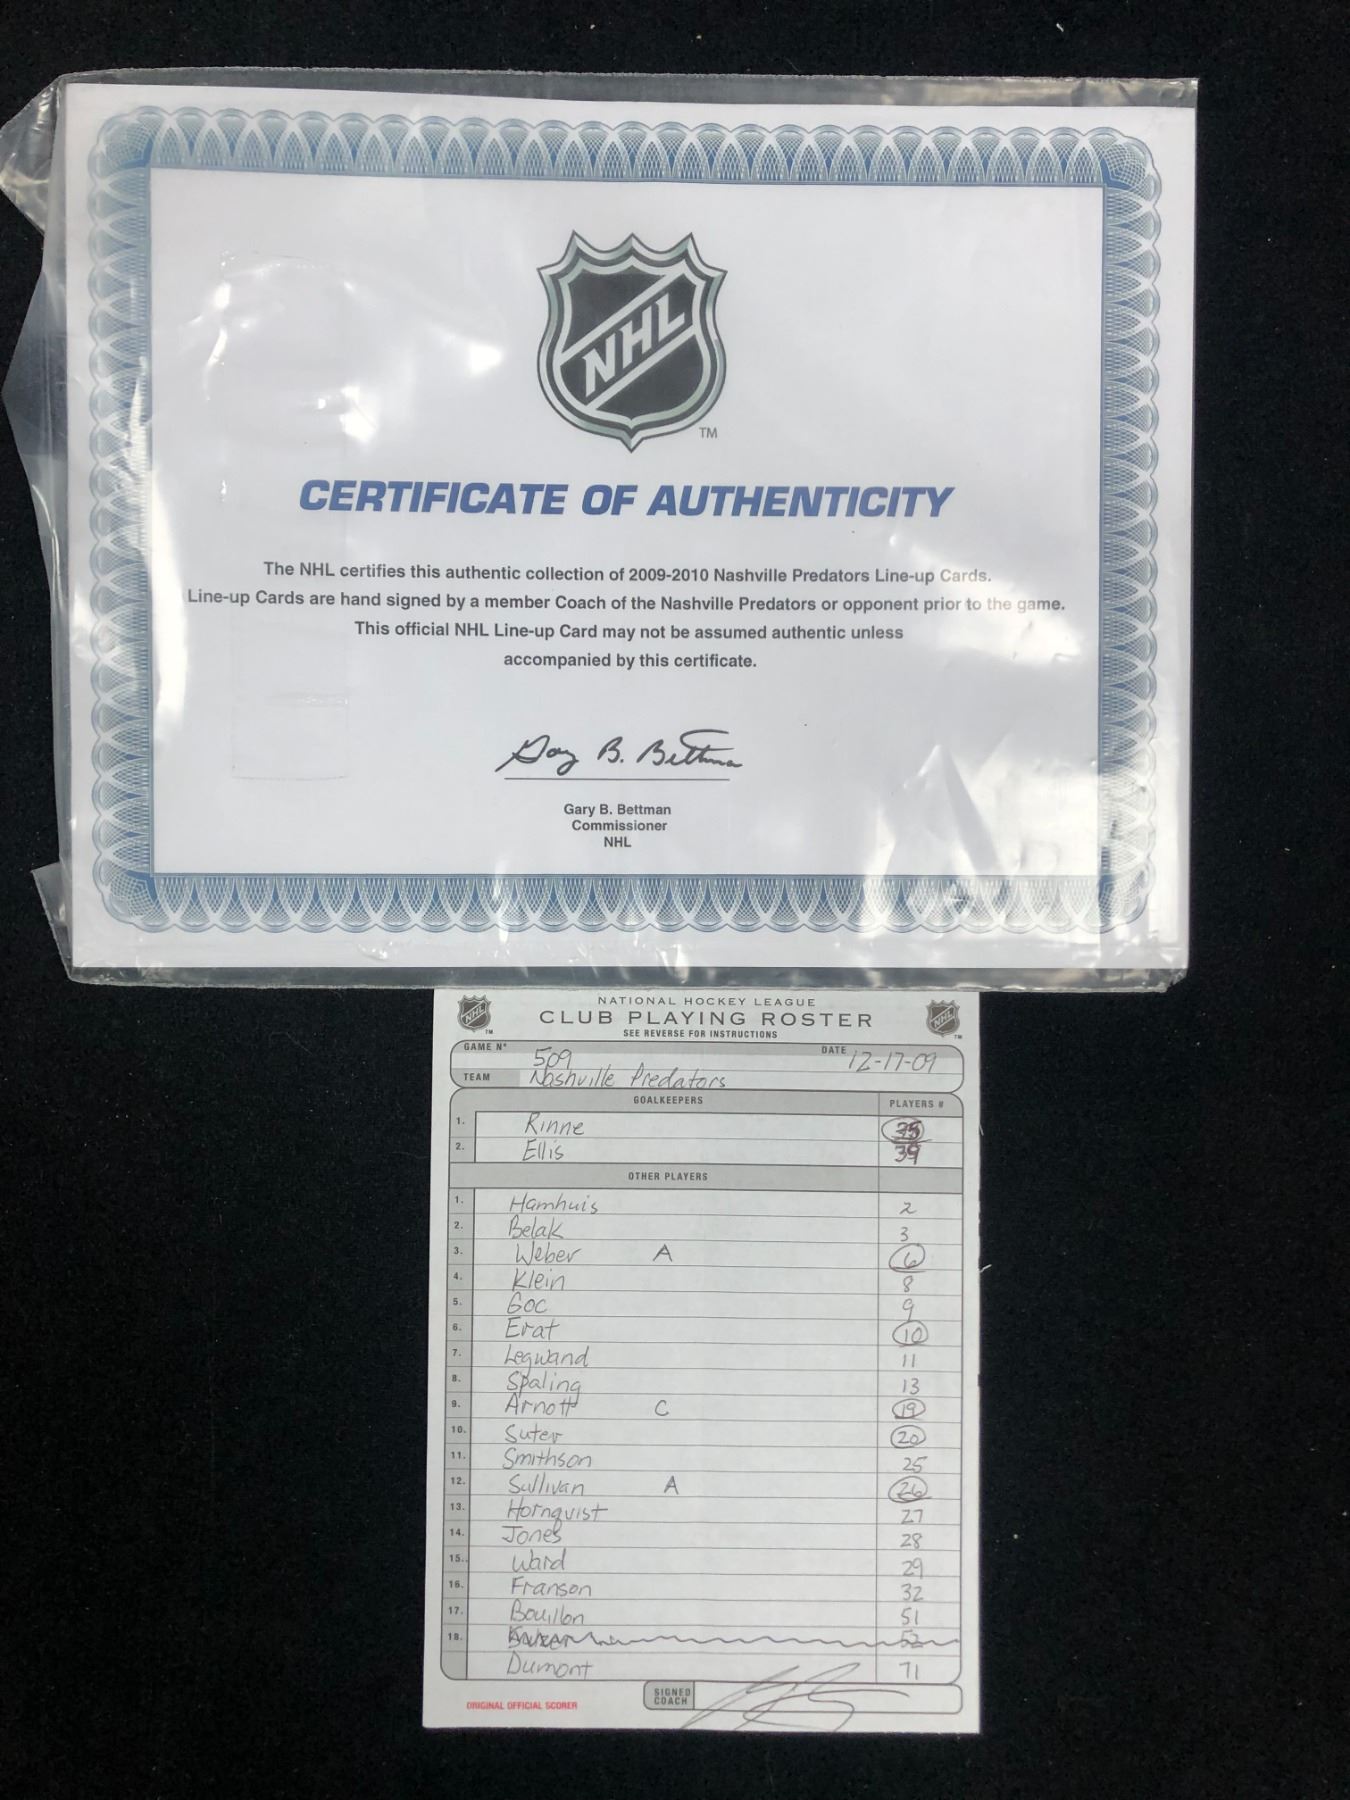 NHL
TM
CERTIFICATE OF AUTHENTICITY
The NHL certifies this authentic collection of 2009-2010 Nashville Predators Line-up Cards.
Line-up Cards are hand signed by a member Coach of the Nashville Predators or opponent prior to the game.
This official NHL Line-up Card may not be assumed authentic unless
accompanied by this certificate.
Gary B. Bettman
Gary B. Bettman
Commissioner
NHL
NHL TM NATIONAL HOCKEY LEAGUE NHL TM
CLUB PLAYING ROSTER
SEE REVERSE FOR INSTRUCTIONS
GAME Nº 509 DATE 12-17-09
TEAM Nashville Predators
GOALKEEPERS PLAYERS #
1. Rinne 35
2. Ellis 39
OTHER PLAYERS
1. Hamhuis 2
2. Belak 3
3. Weber A 6
4. Klein 8
5. Goc 9
6. Erat 10
7. Legwand 11
8. Spaling 13
9. Arnott C 19
10. Suter 20
11. Smithson 25
12. Sullivan A 26
13. Hornqvist 27
14. Jones 28
15. Ward 29
16. Franson 32
17. Bouillon 51
18. 52
Dumont 71
SIGNED COACH
ORIGINAL OFFICIAL SCORER